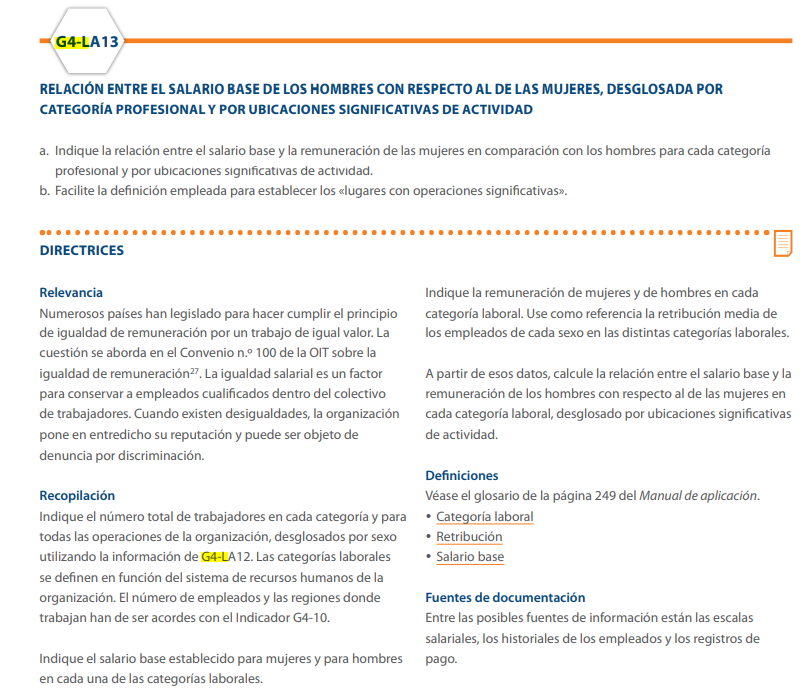 G4-LA13
RELACIÓN ENTRE EL SALARIO BASE DE LOS HOMBRES CON RESPECTO AL DE LAS MUJERES, DESGLOSADA POR
CATEGORÍA PROFESIONAL Y POR UBICACIONES SIGNIFICATIVAS DE ACTIVIDAD
a. Indique la relación entre el salario base y la remuneración de las mujeres en comparación con los hombres para cada categoría
profesional y por ubicaciones significativas de actividad.
b. Facilite la definición empleada para establecer los «lugares con operaciones significativas».
DIRECTRICES
Relevancia
Numerosos países han legislado para hacer cumplir el principio
de igualdad de remuneración por un trabajo de igual valor. La
cuestión se aborda en el Convenio n.º 100 de la OIT sobre la
igualdad de remuneración27. La igualdad salarial es un factor
para conservar a empleados cualificados dentro del colectivo
de trabajadores. Cuando existen desigualdades, la organización
pone en entredicho su reputación y puede ser objeto de
denuncia por discriminación.
Recopilación
Indique el número total de trabajadores en cada categoría y para
todas las operaciones de la organización, desglosados por sexo
utilizando la información de G4-LA12. Las categorías laborales
se definen en función del sistema de recursos humanos de la
organización. El número de empleados y las regiones donde
trabajan han de ser acordes con el Indicador G4-10.
Indique el salario base establecido para mujeres y para hombres
en cada una de las categorías laborales.
Indique la remuneración de mujeres y de hombres en cada
categoría laboral. Use como referencia la retribución media de
los empleados de cada sexo en las distintas categorías laborales.
A partir de esos datos, calcule la relación entre el salario base y la
remuneración de los hombres con respecto al de las mujeres en
cada categoría laboral, desglosado por ubicaciones significativas
de actividad.
Definiciones
Véase el glosario de la página 249 del Manual de aplicación.
• Categoría laboral
• Retribución
• Salario base
Fuentes de documentación
Entre las posibles fuentes de información están las escalas
salariales, los historiales de los empleados y los registros de
pago.